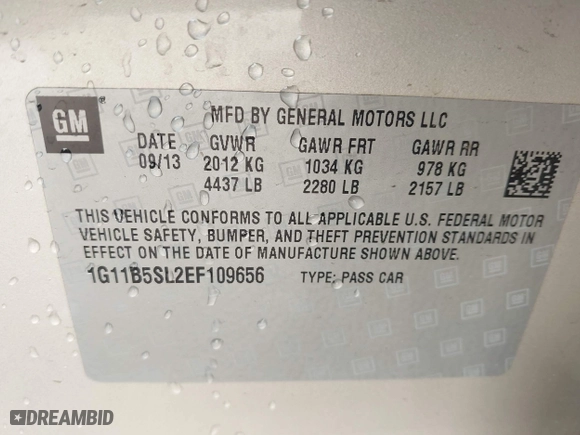 GM
MFD BY GENERAL MOTORS LLC
DATE GVWR GAWR FRT GAWR RR
09/13 2012 KG 1034 KG 978 KG
4437 LB 2280 LB 2157 LB
THIS VEHICLE CONFORMS TO ALL APPLICABLE U.S. FEDERAL MOTOR
VEHICLE SAFETY, BUMPER, AND THEFT PREVENTION STANDARDS IN
EFFECT ON THE DATE OF MANUFACTURE SHOWN ABOVE.
1G11B5SL2EF109656 TYPE: PASS CAR
DREAMBID